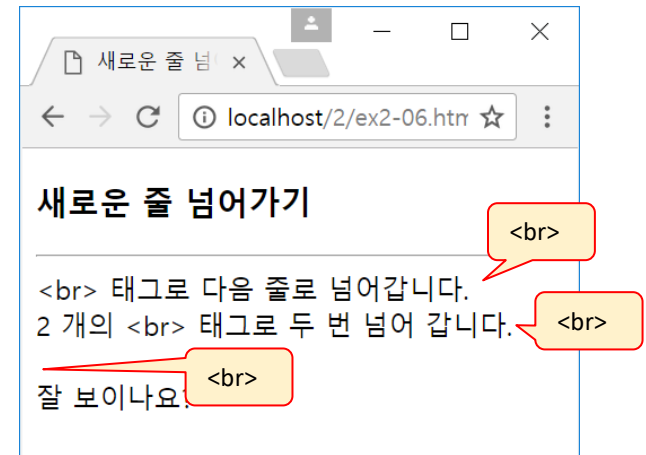 새로운 줄 넘
localhost/2/ex2-06.htm
새로운 줄 넘어가기
<br>
<br> 태그로 다음 줄로 넘어갑니다.
2 개의 <br> 태그로 두 번 넘어 갑니다.
<br>
<br>
잘 보이나요?